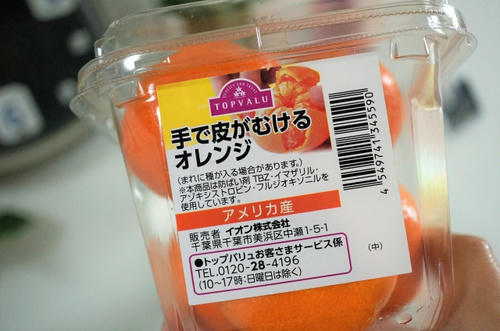 TOPVALU
手で皮がむける
オレンジ
(まれに種が入る場合があります。)
※本商品は防ばい剤 TBZ・イマザリル・
アゾキシストロビン・フルジオキソニルを
使用しています。
アメリカ産
販売者 イオン株式会社
千葉県千葉市美浜区中瀬1-5-1
●トップバリュお客さまサービス係
TEL.0120-28-4196
(10~17時:日曜日は除く)
(中)
4 549741 345590